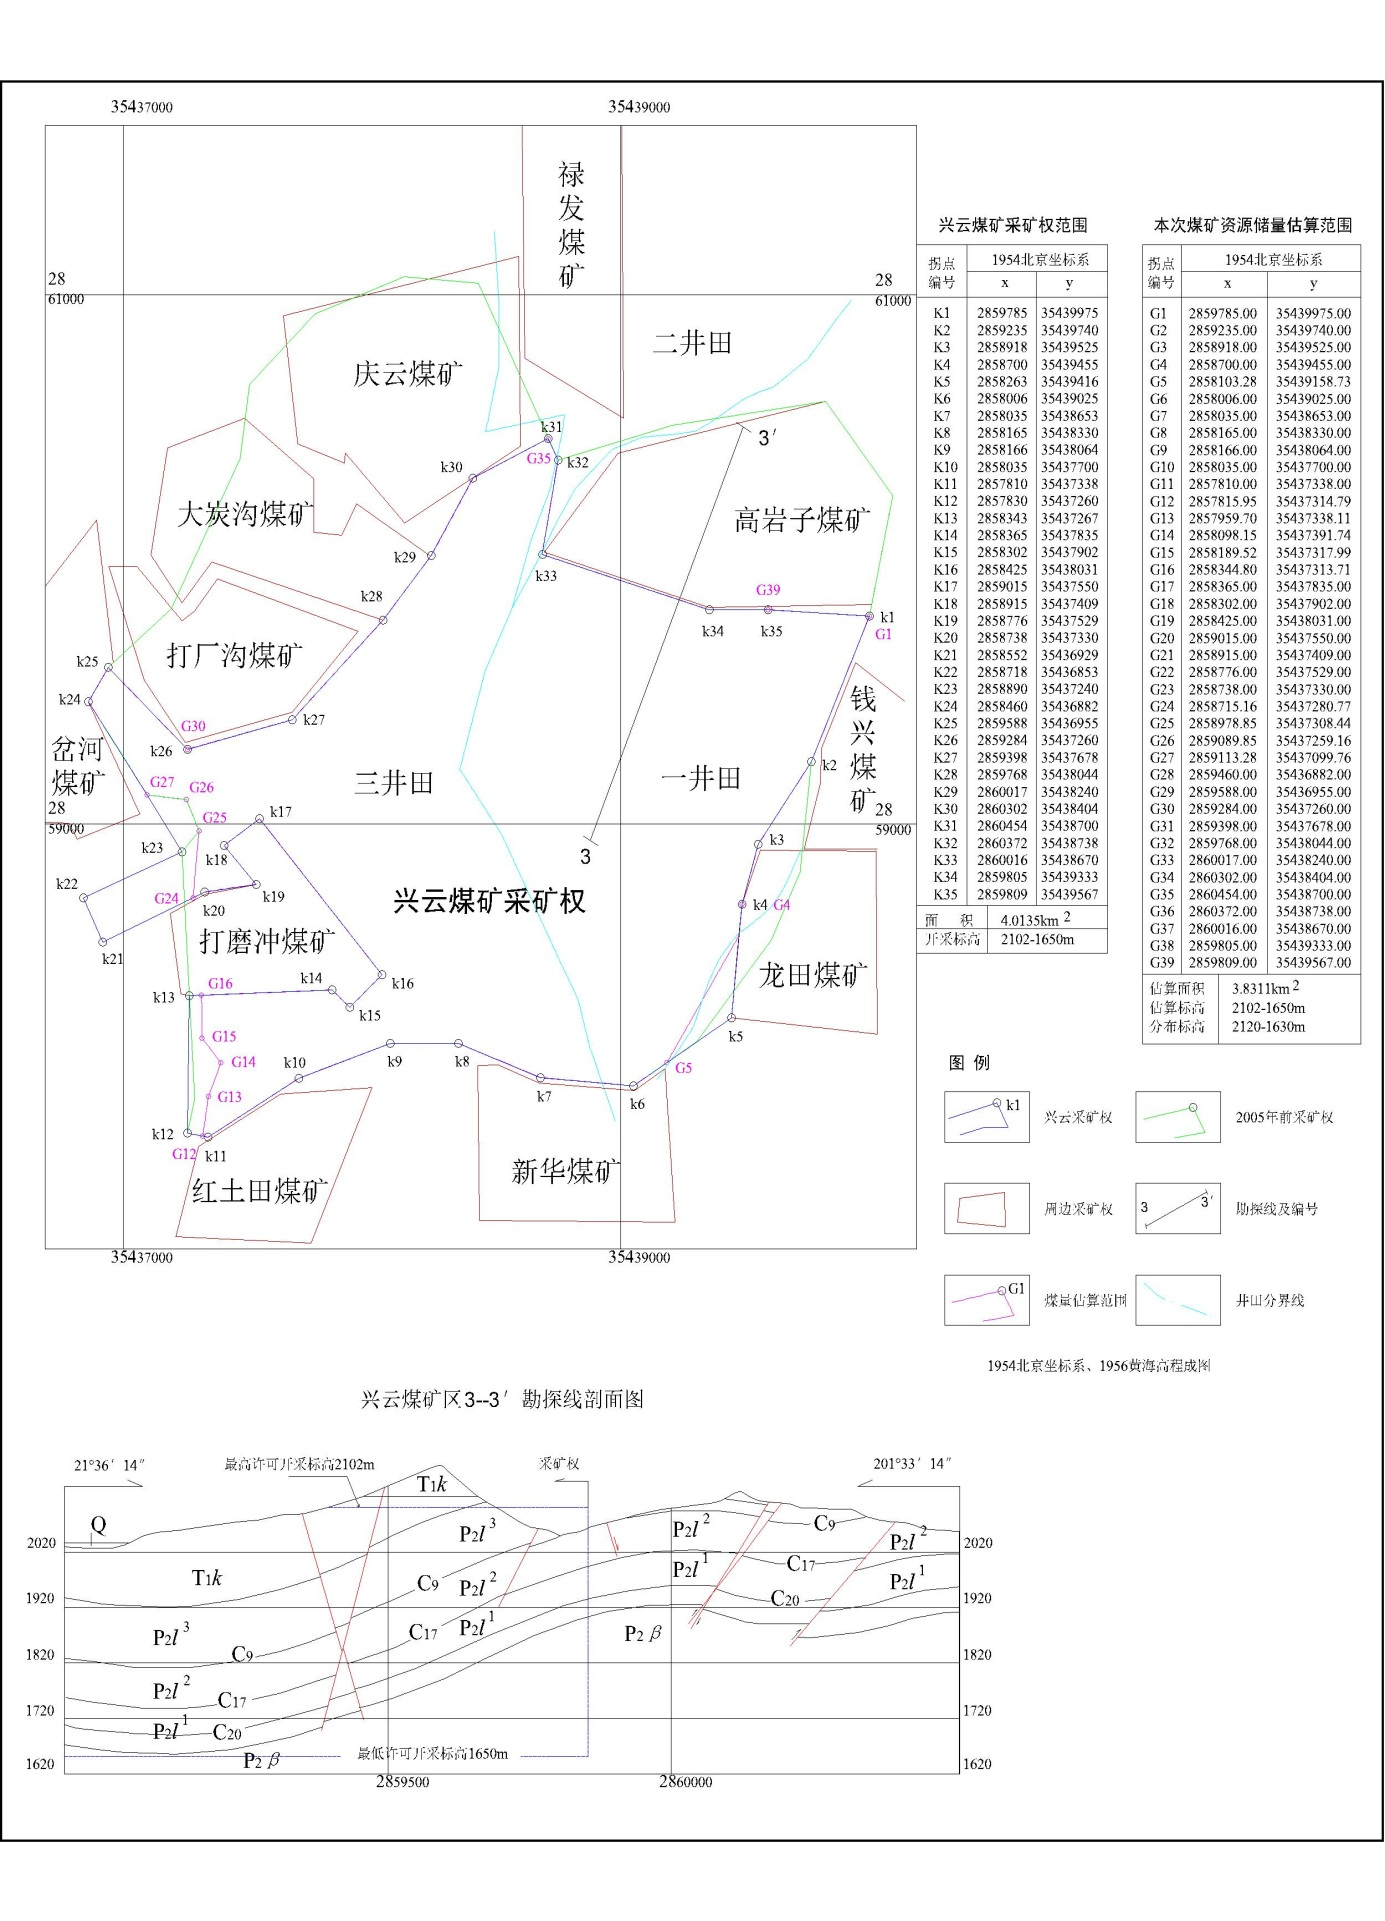 35437000 35439000
禄发煤矿
28
61000
28
61000
二井田
庆云煤矿
k31
G35
k32
k30
3′
大炭沟煤矿
高岩子煤矿
k29
k33
G39
k28
k34 k35 k1
G1
打厂沟煤矿
k25
k24
钱兴煤矿
G30
k27
k26
岔河煤矿
三井田
一井田
k2
G27 G26
28
59000
28
59000
G25
k17
k23
k18
3
k3
k22
G24
k20
k19
兴云煤矿采矿权
k4 G4
k21
打磨冲煤矿
龙田煤矿
k13
G16
k14
k16
k15
G15
k5
G14
k10
k9 k8
G5
G13
k7
k6
k12
G12
k11
红土田煤矿
新华煤矿
35437000 35439000
兴云煤矿采矿权范围
拐点编号 1954北京坐标系
x y
K1 2859785 35439975
K2 2859235 35439740
K3 2858918 35439525
K4 2858700 35439455
K5 2858263 35439416
K6 2858006 35439025
K7 2858035 35438653
K8 2858165 35438330
K9 2858166 35438064
K10 2858035 35437700
K11 2857810 35437338
K12 2857830 35437260
K13 2858343 35437267
K14 2858365 35437835
K15 2858302 35437902
K16 2858425 35438031
K17 2859015 35437550
K18 2858915 35437409
K19 2858776 35437529
K20 2858738 35437330
K21 2858552 35436929
K22 2858718 35436853
K23 2858890 35437240
K24 2858460 35436882
K25 2859588 35436955
K26 2859284 35437260
K27 2859398 35437678
K28 2859768 35438044
K29 2860017 35438240
K30 2860302 35438404
K31 2860454 35438700
K32 2860372 35438738
K33 2860016 35438670
K34 2859805 35439333
K35 2859809 35439567
面 积 4.0135km²
开采标高 2102-1650m
本次煤矿资源储量估算范围
拐点编号 1954北京坐标系
x y
G1 2859785.00 35439975.00
G2 2859235.00 35439740.00
G3 2858918.00 35439525.00
G4 2858700.00 35439455.00
G5 2858103.28 35439158.73
G6 2858006.00 35439025.00
G7 2858035.00 35438653.00
G8 2858165.00 35438330.00
G9 2858166.00 35438064.00
G10 2858035.00 35437700.00
G11 2857810.00 35437338.00
G12 2857815.95 35437314.79
G13 2857959.70 35437338.11
G14 2858098.15 35437391.74
G15 2858189.52 35437317.99
G16 2858344.80 35437313.71
G17 2858365.00 35437835.00
G18 2858302.00 35437902.00
G19 2858425.00 35438031.00
G20 2859015.00 35437550.00
G21 2858915.00 35437409.00
G22 2858776.00 35437529.00
G23 2858738.00 35437330.00
G24 2858715.16 35437280.77
G25 2858978.85 35437308.44
G26 2859089.85 35437259.16
G27 2859113.28 35437099.76
G28 2859460.00 35436882.00
G29 2859588.00 35436955.00
G30 2859284.00 35437260.00
G31 2859398.00 35437678.00
G32 2859768.00 35438044.00
G33 2860017.00 35438240.00
G34 2860302.00 35438404.00
G35 2860454.00 35438700.00
G36 2860372.00 35438738.00
G37 2860016.00 35438670.00
G38 2859805.00 35439333.00
G39 2859809.00 35439567.00
估算面积 3.8311km²
估算标高 2102-1650m
分布标高 2120-1630m
图 例
k1 兴云采矿权
2005年前采矿权
周边采矿权
3 3′ 勘探线及编号
G1 煤量估算范围
井田分界线
1954北京坐标系、1956黄海高程成图
兴云煤矿区3--3′勘探线剖面图
21°36′14″ 最高许可开采标高2102m 采矿权 201°33′14″
T1k
Q
P2l³
P2l²
C9
P2l²
2020 2020
T1k
C9
P2l²
P2l¹
C17
P2l¹
1920 C20 1920
P2l³
C17
P2l¹
P2 β
C9
1820 1820
P2l²
C17
1720 1720
P2l¹
C20
P2 β
最低许可开采标高1650m
1620 1620
2859500 2860000